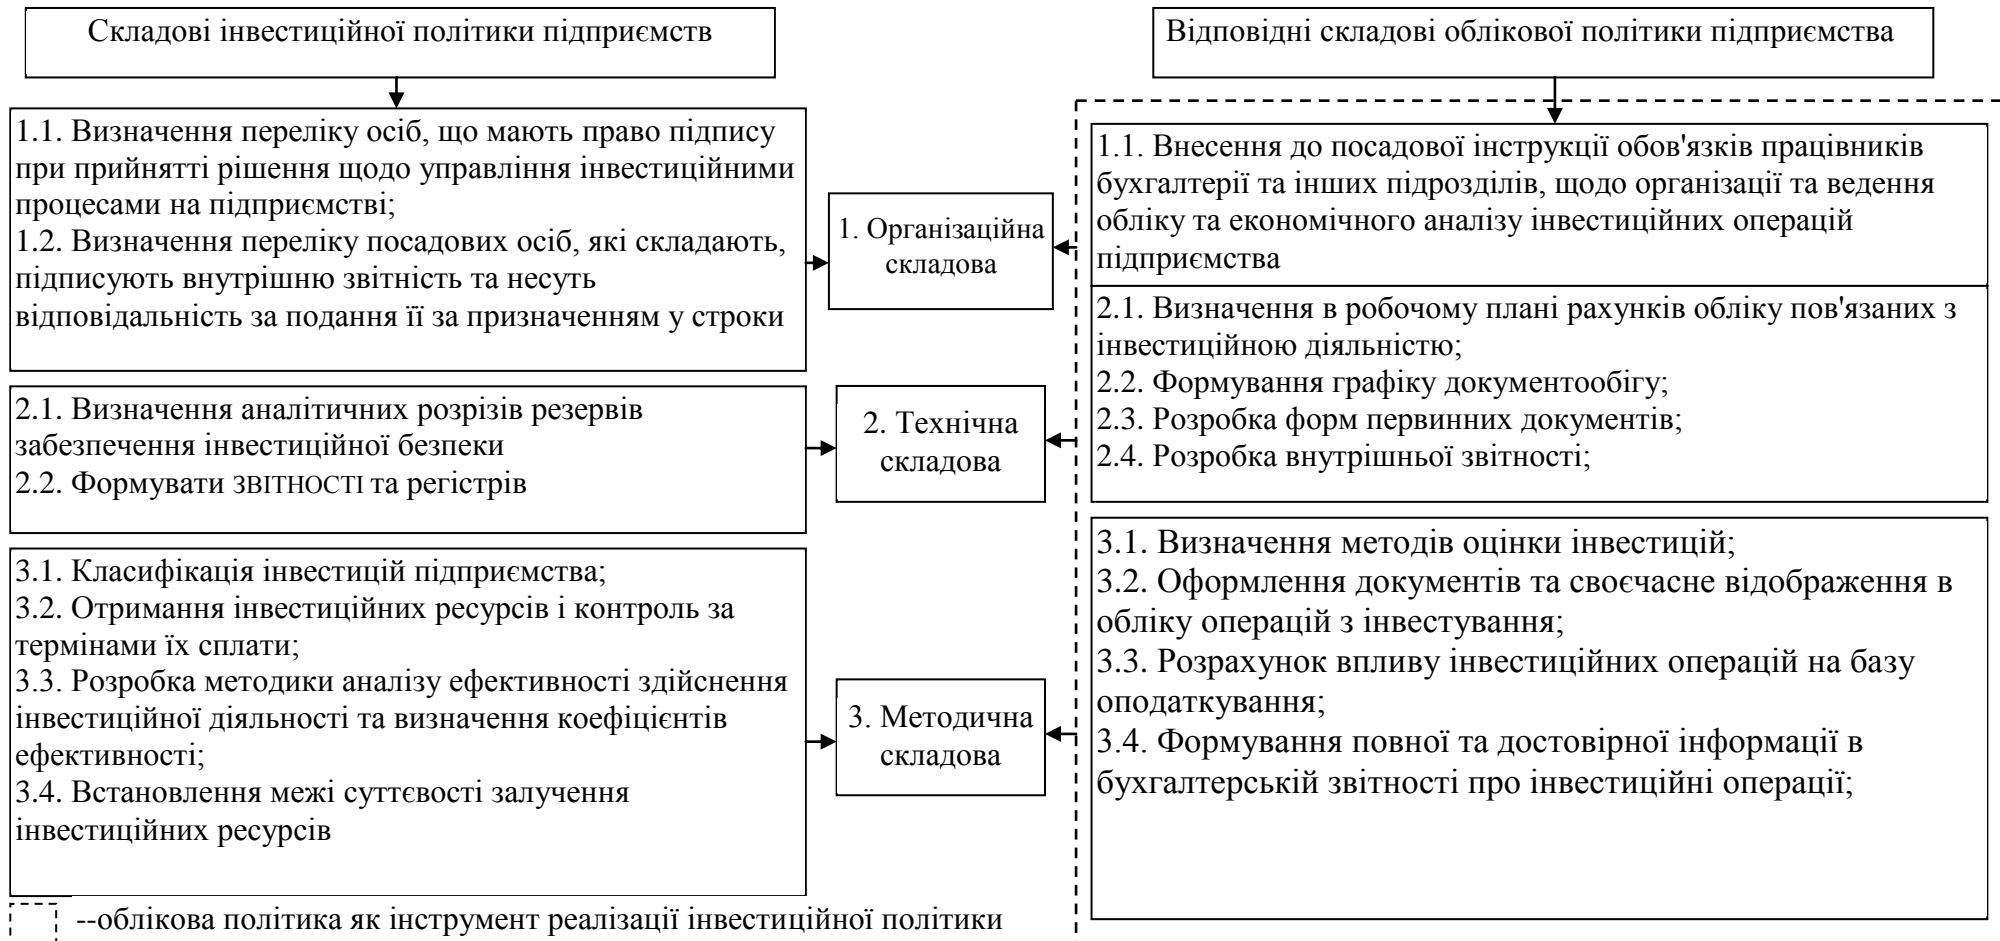 Складові інвестиційної політики підприємств
1.1. Визначення переліку осіб, що мають право підпису
при прийнятті рішення щодо управління інвестиційними
процесами на підприємстві;
1.2. Визначення переліку посадових осіб, які складають,
підписують внутрішню звітність та несуть
відповідальність за подання її за призначенням у строки
2.1. Визначення аналітичних розрізів резервів
забезпечення інвестиційної безпеки
2.2. Формувати ЗВІТНОСТІ та регістрів
3.1. Класифікація інвестицій підприємства;
3.2. Отримання інвестиційних ресурсів і контроль за
термінами їх сплати;
3.3. Розробка методики аналізу ефективності здійснення
інвестиційної діяльності та визначення коефіцієнтів
ефективності;
3.4. Встановлення межі суттєвості залучення
інвестиційних ресурсів
1. Організаційна
складова
2. Технічна
складова
3. Методична
складова
Відповідні складові облікової політики підприємства
1.1. Внесення до посадової інструкції обов'язків працівників
бухгалтерії та інших підрозділів, щодо організації та ведення
обліку та економічного аналізу інвестиційних операцій
підприємства
2.1. Визначення в робочому плані рахунків обліку пов'язаних з
інвестиційною діяльністю;
2.2. Формування графіку документообігу;
2.3. Розробка форм первинних документів;
2.4. Розробка внутрішньої звітності;
3.1. Визначення методів оцінки інвестицій;
3.2. Оформлення документів та своєчасне відображення в
обліку операцій з інвестування;
3.3. Розрахунок впливу інвестиційних операцій на базу
оподаткування;
3.4. Формування повної та достовірної інформації в
бухгалтерській звітності про інвестиційні операції;
--облікова політика як інструмент реалізації інвестиційної політики